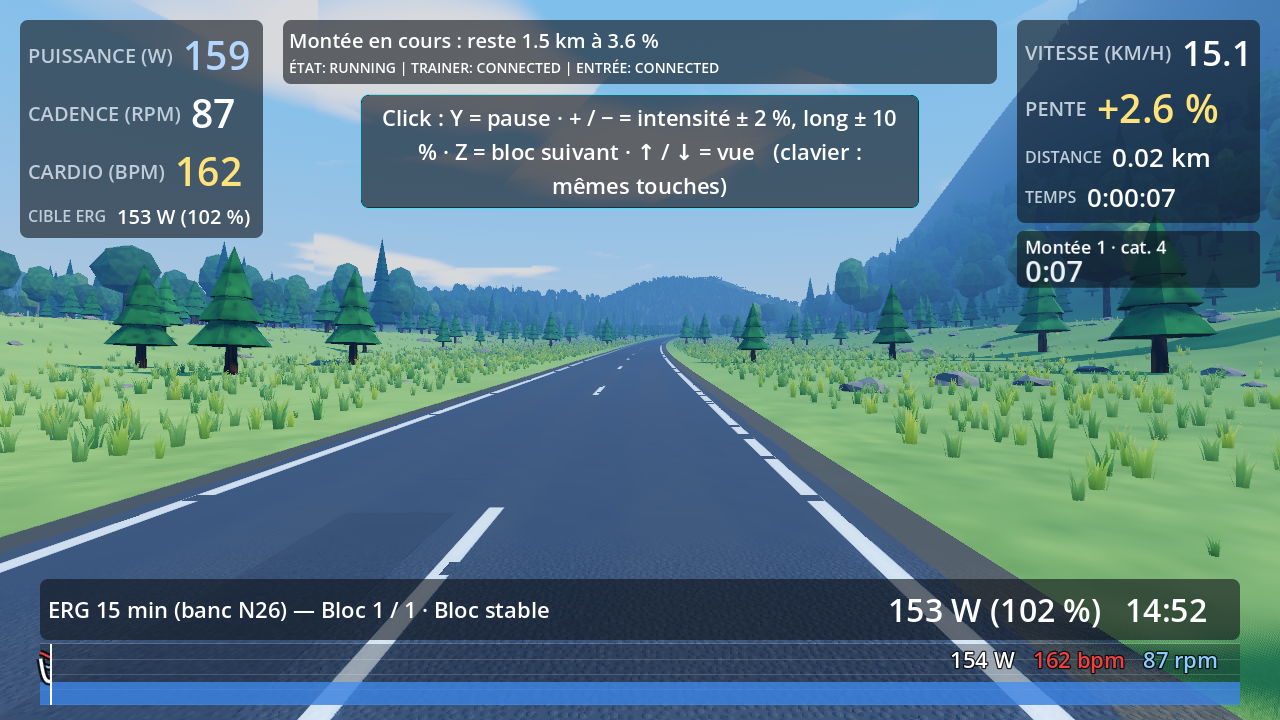 PUISSANCE (W) 159
CADENCE (RPM) 87
CARDIO (BPM) 162
CIBLE ERG 153 W (102 %)
Montée en cours : reste 1.5 km à 3.6 %
ÉTAT: RUNNING | TRAINER: CONNECTED | ENTRÉE: CONNECTED
Click : Y = pause · + / − = intensité ± 2 %, long ± 10
% · Z = bloc suivant · ↑ / ↓ = vue (clavier :
mêmes touches)
VITESSE (KM/H) 15.1
PENTE +2.6 %
DISTANCE 0.02 km
TEMPS 0:00:07
Montée 1 · cat. 4
0:07
ERG 15 min (banc N26) — Bloc 1 / 1 · Bloc stable 153 W (102 %) 14:52
154 W 162 bpm 87 rpm